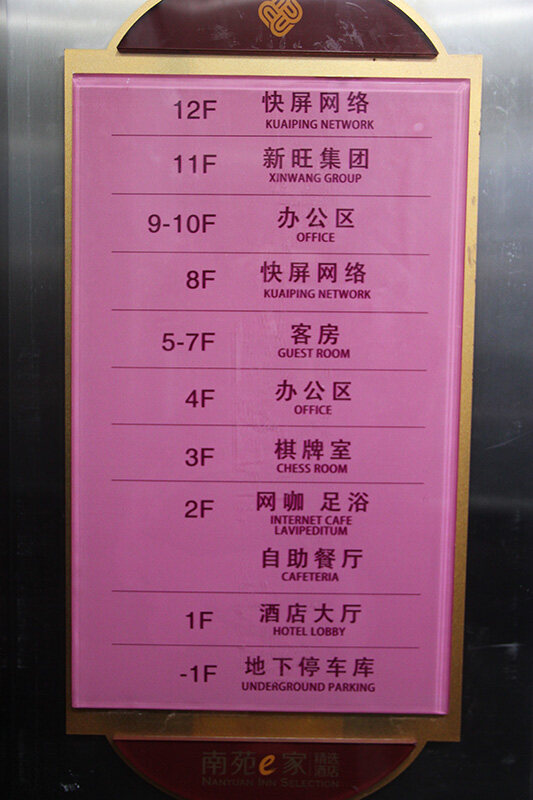 12F 快屏网络
KUAIPING NETWORK
11F 新旺集团
XINWANG GROUP
9-10F 办公区
OFFICE
8F 快屏网络
KUAIPING NETWORK
5-7F 客房
GUEST ROOM
4F 办公区
OFFICE
3F 棋牌室
CHESS ROOM
2F 网咖 足浴
INTERNET CAFE
LAVIPEDITUM
自助餐厅
CAFETERIA
1F 酒店大厅
HOTEL LOBBY
-1F 地下停车库
UNDERGROUND PARKING
南苑e家 精选酒店
NANYUAN INN SELECTION